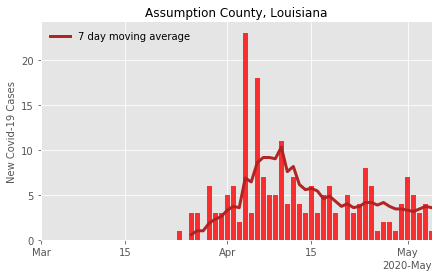 Assumption County, Louisiana
7 day moving average
New Covid-19 Cases
20
15
10
5
0
Mar
15
Apr
15
May
2020-May